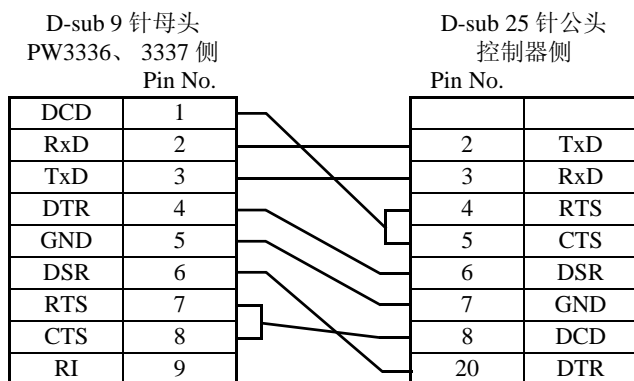 D-sub 9 针母头
PW3336、 3337 侧
Pin No.
D-sub 25 针公头
控制器侧
Pin No.
DCD 1
RxD 2 2 TxD
TxD 3 3 RxD
DTR 4 4 RTS
GND 5 5 CTS
DSR 6 6 DSR
RTS 7 7 GND
CTS 8 8 DCD
RI 9 20 DTR